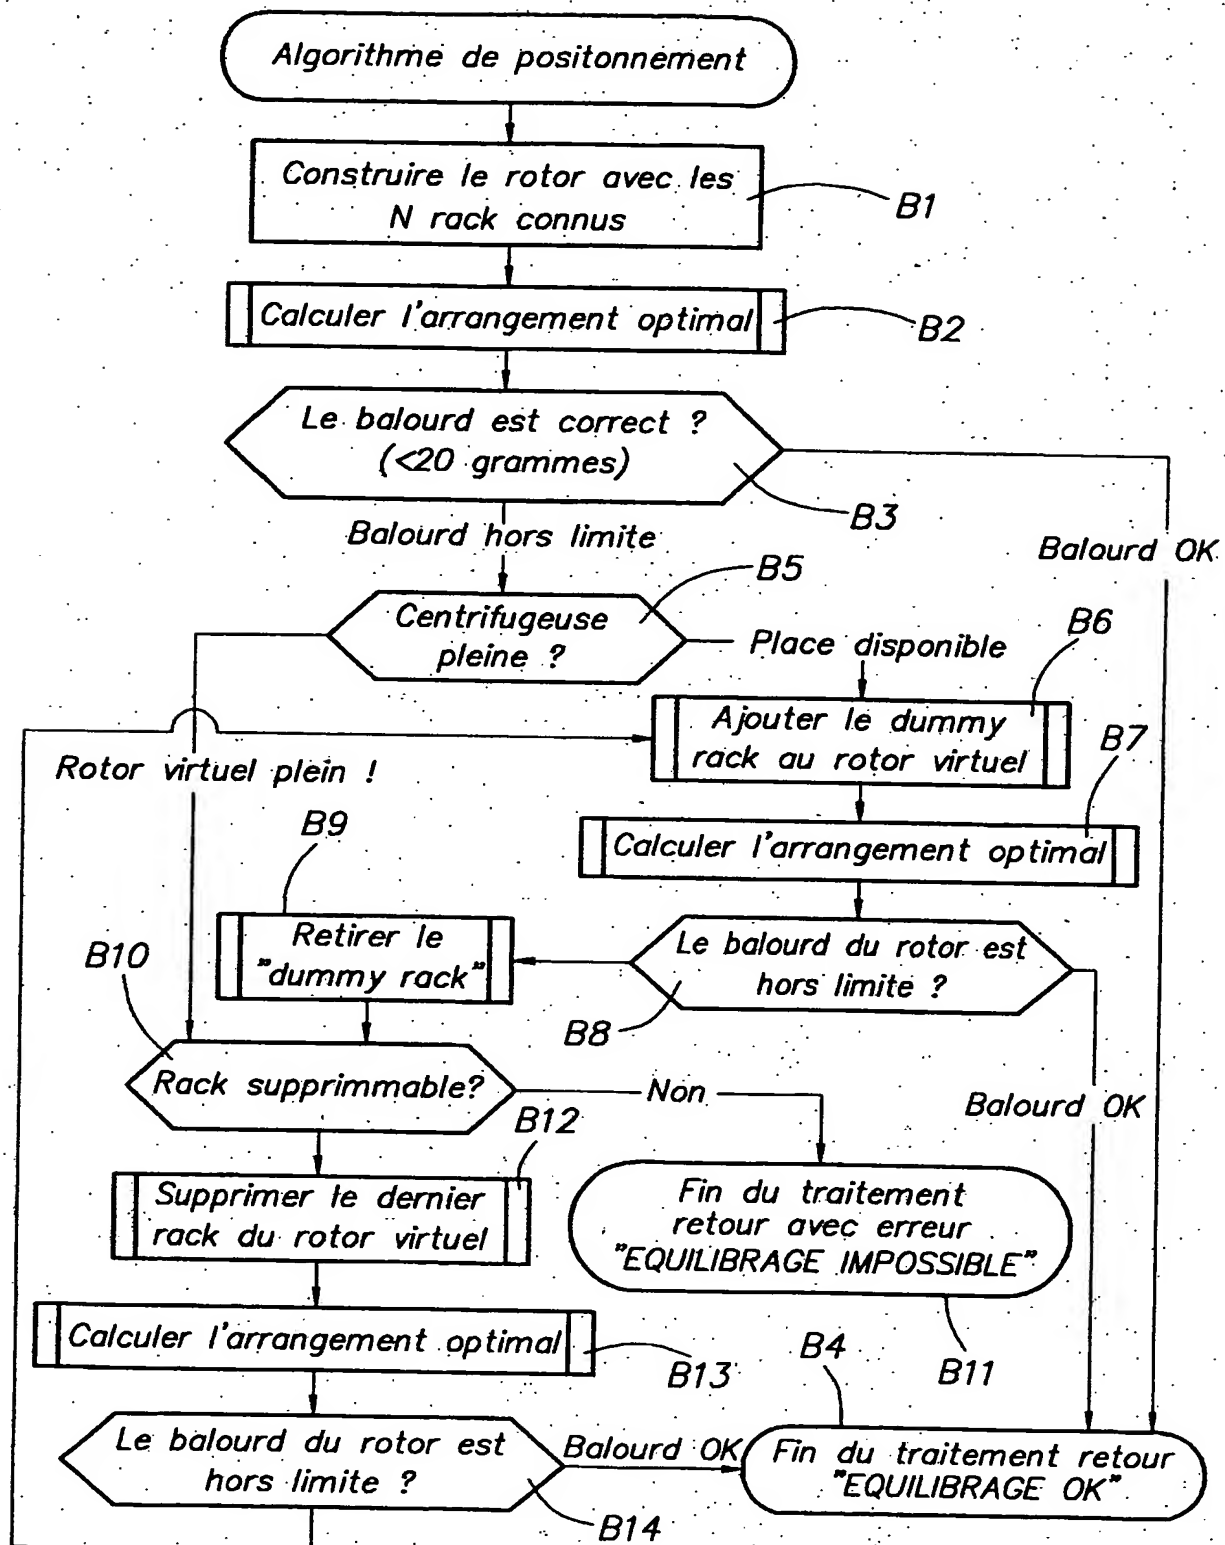 Algorithme de positonnement
Construire le rotor avec les
N rack connus
B1
Calculer l'arrangement optimal
B2
Le balourd est correct ?
(<20 grammes)
B3
Balourd hors limite
Balourd OK
B5
Centrifugeuse
pleine ?
Place disponible
B6
Ajouter le dummy
rack au rotor virtuel
B7
Rotor virtuel plein !
Calculer l'arrangement optimal
B9
Retirer le
"dummy rack"
Le balourd du rotor est
hors limite ?
B10
B8
Rack supprimmable?
Non
Balourd OK
B12
Supprimer le dernier
rack du rotor virtuel
Fin du traitement
retour avec erreur
"EQUILIBRAGE IMPOSSIBLE"
B11
Calculer l'arrangement optimal
B13
B4
Le balourd du rotor est
hors limite ?
Balourd OK
Fin du traitement retour
"EQUILIBRAGE OK"
B14